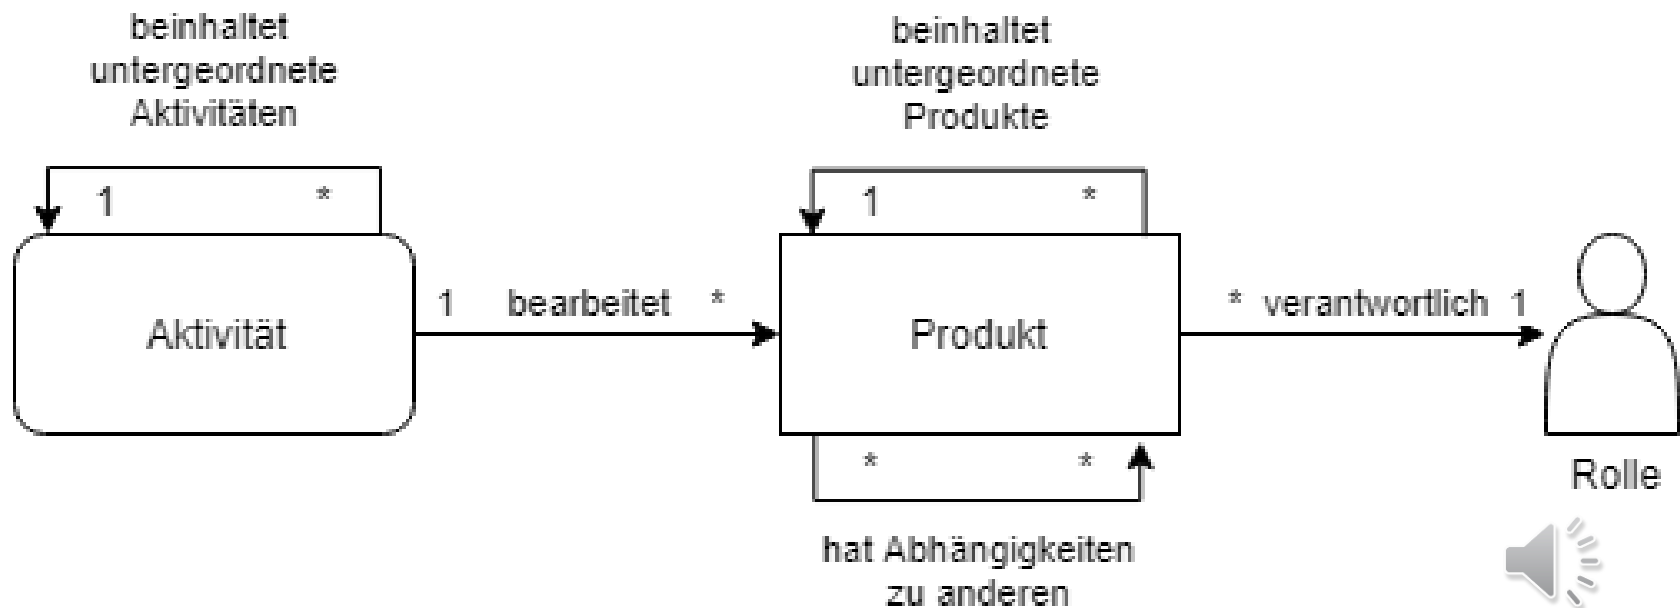 beinhaltet
untergeordnete
Aktivitäten
beinhaltet
untergeordnete
Produkte
1 *
1 *
1 bearbeitet *
* verantwortlich 1
Aktivität
Produkt
* *
Rolle
hat Abhängigkeiten
zu anderen